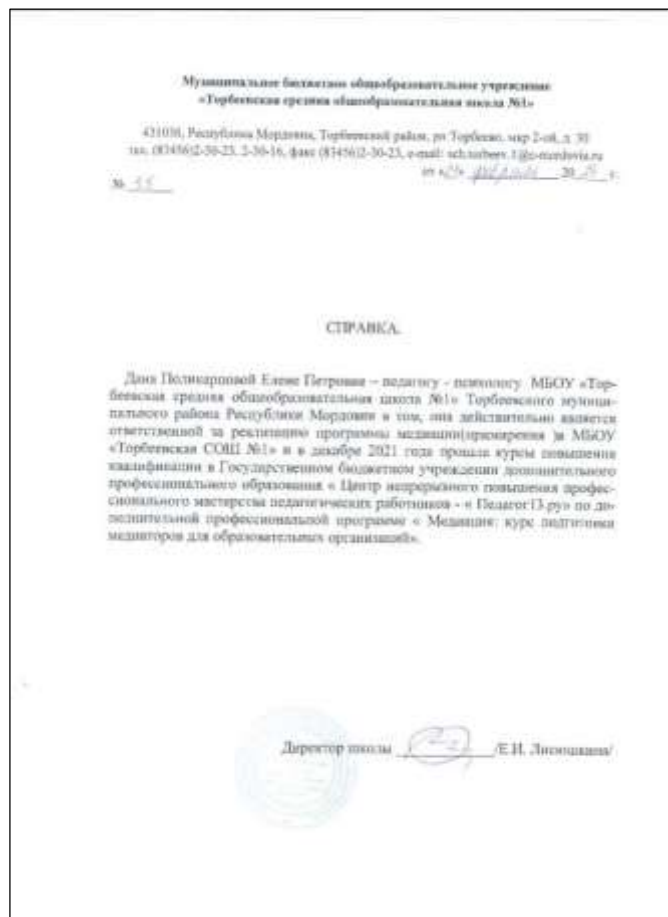 Муниципальное бюджетное общеобразовательное учреждение
«Торбеевская средняя общеобразовательная школа №1»
431030, Республика Мордовия, Торбеевский район, рп Торбеево, мкр 2-ой, д. 30
тел. (83456)2-30-23, 2-30-16, факс (83456)2-30-23, e-mail:
от 20 г.
№
СПРАВКА.
Дана Поликарповой Елене Петровне – педагогу - психологу МБОУ «Тор-
беевская средняя общеобразовательная школа №1» Торбеевского муници-
пального района Республики Мордовия в том, она действительно является
ответственной за реализацию программы медиации(примирения )в МБОУ
«Торбеевская СОШ №1» и в декабре 2021 года прошла курсы повышения
квалификации в Государственном бюджетном учреждении дополнительного
профессионального образования « Центр непрерывного повышения профес-
сионального мастерства педагогических работников - « Педагог13.ру» по до-
полнительной профессиональной программе « Медиация: курс подготовки
медиаторов для образовательных организаций».
Директор школы /Е.И.